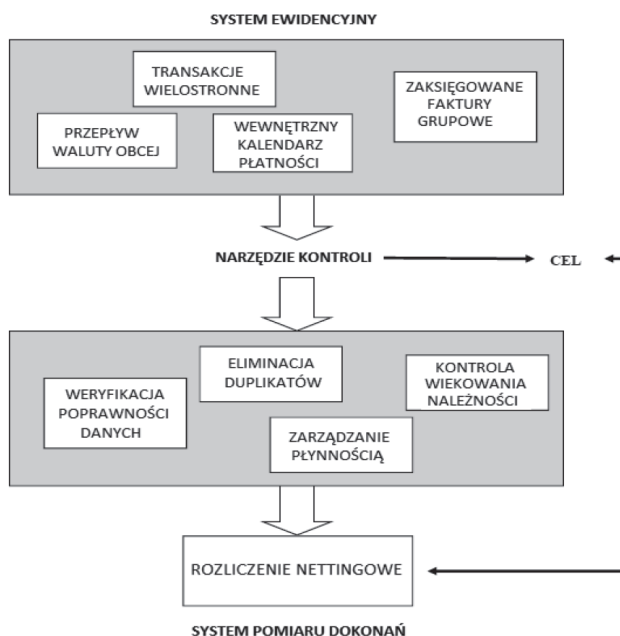 SYSTEM EWIDENCYJNY
TRANSAKCJE
WIELOSTRONNE
ZAKSIĘGOWANE
FAKTURY
GRUPOWE
PRZEPŁYW
WALUTY OBCEJ
WEWNĘTRZNY
KALENDARZ
PŁATNOŚCI
NARZĘDZIE KONTROLI
CEL
ELIMINACJA
DUPLIKATÓW
KONTROLA
WIEKOWANIA
NALEŻNOŚCI
WERYFIKACJA
POPRAWNOŚCI
DANYCH
ZARZĄDZANIE
PŁYNNOŚCIĄ
ROZLICZENIE NETTINGOWE
SYSTEM POMIARU DOKONAŃ